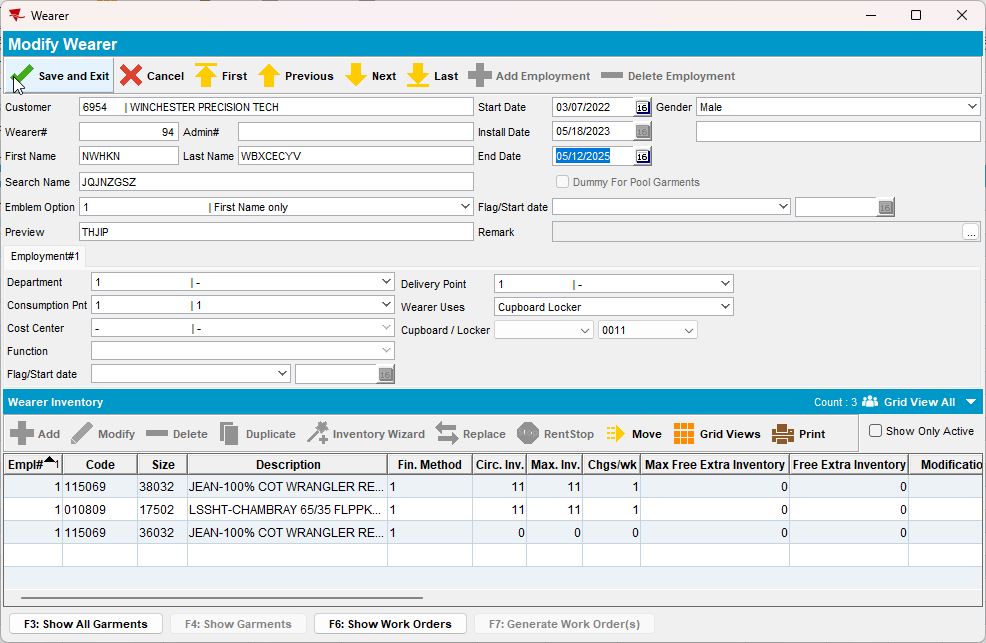 Wearer
Modify Wearer
Save and Exit Cancel First Previous Next Last Add Employment Delete Employment
Customer 6954 | WINCHESTER PRECISION TECH Start Date 03/07/2022 16 Gender Male
Wearer# 94 Admin# Install Date 05/18/2023 16
First Name NWHKN Last Name WBXCECYV End Date 05/12/2025 16
Search Name JQJNZGSZ Dummy For Pool Garments
Emblem Option 1 | First Name only Flag/Start date 16
Preview THJIP Remark ...
Employment#1
Department 1 | - Delivery Point 1 | -
Consumption Pnt 1 | 1 Wearer Uses Cupboard Locker
Cost Center - | - Cupboard / Locker 0011
Function
Flag/Start date 16
Wearer Inventory Count : 3 Grid View All
Add Modify Delete Duplicate Inventory Wizard Replace RentStop Move Grid Views Print Show Only Active
Empl# 1 Code Size Description Fin. Method Circ. Inv. Max. Inv. Chgs/wk Max Free Extra Inventory Free Extra Inventory Modificatio
1 115069 38032 JEAN-100% COT WRANGLER RE... 1 11 11 1 0 0
1 010809 17502 LSSHT-CHAMBRAY 65/35 FLPPK... 1 11 11 1 0 0
1 115069 36032 JEAN-100% COT WRANGLER RE... 1 0 0 0 0 0
F3: Show All Garments F4: Show Garments F6: Show Work Orders F7: Generate Work Order(s)